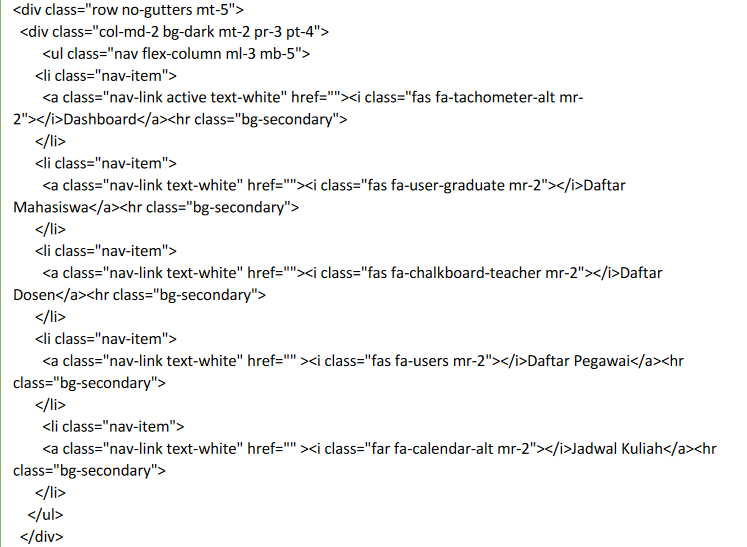 <div class="row no-gutters mt-5">
<div class="col-md-2 bg-dark mt-2 pr-3 pt-4">
<ul class="nav flex-column ml-3 mb-5">
<li class="nav-item">
<a class="nav-link active text-white" href=""><i class="fas fa-tachometer-alt mr-
2"></i>Dashboard</a><hr class="bg-secondary">
</li>
<li class="nav-item">
<a class="nav-link text-white" href=""><i class="fas fa-user-graduate mr-2"></i>Daftar
Mahasiswa</a><hr class="bg-secondary">
</li>
<li class="nav-item">
<a class="nav-link text-white" href=""><i class="fas fa-chalkboard-teacher mr-2"></i>Daftar
Dosen</a><hr class="bg-secondary">
</li>
<li class="nav-item">
<a class="nav-link text-white" href="" ><i class="fas fa-users mr-2"></i>Daftar Pegawai</a><hr
class="bg-secondary">
</li>
<li class="nav-item">
<a class="nav-link text-white" href="" ><i class="far fa-calendar-alt mr-2"></i>Jadwal Kuliah</a><hr
class="bg-secondary">
</li>
</ul>
</div>